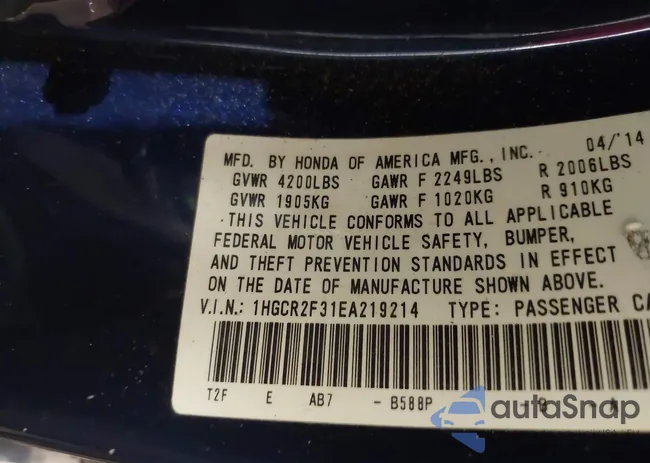 MFD. BY HONDA OF AMERICA MFG., INC. 04/'14
GVWR 4200LBS GAWR F 2249LBS R 2006LBS
GVWR 1905KG GAWR F 1020KG R 910KG
THIS VEHICLE CONFORMS TO ALL APPLICABLE
FEDERAL MOTOR VEHICLE SAFETY, BUMPER,
AND THEFT PREVENTION STANDARDS IN EFFECT
ON THE DATE OF MANUFACTURE SHOWN ABOVE.
V.I.N.: 1HGCR2F31EA219214 TYPE: PASSENGER CA
T2F E AB7 -B588P
autoSnap